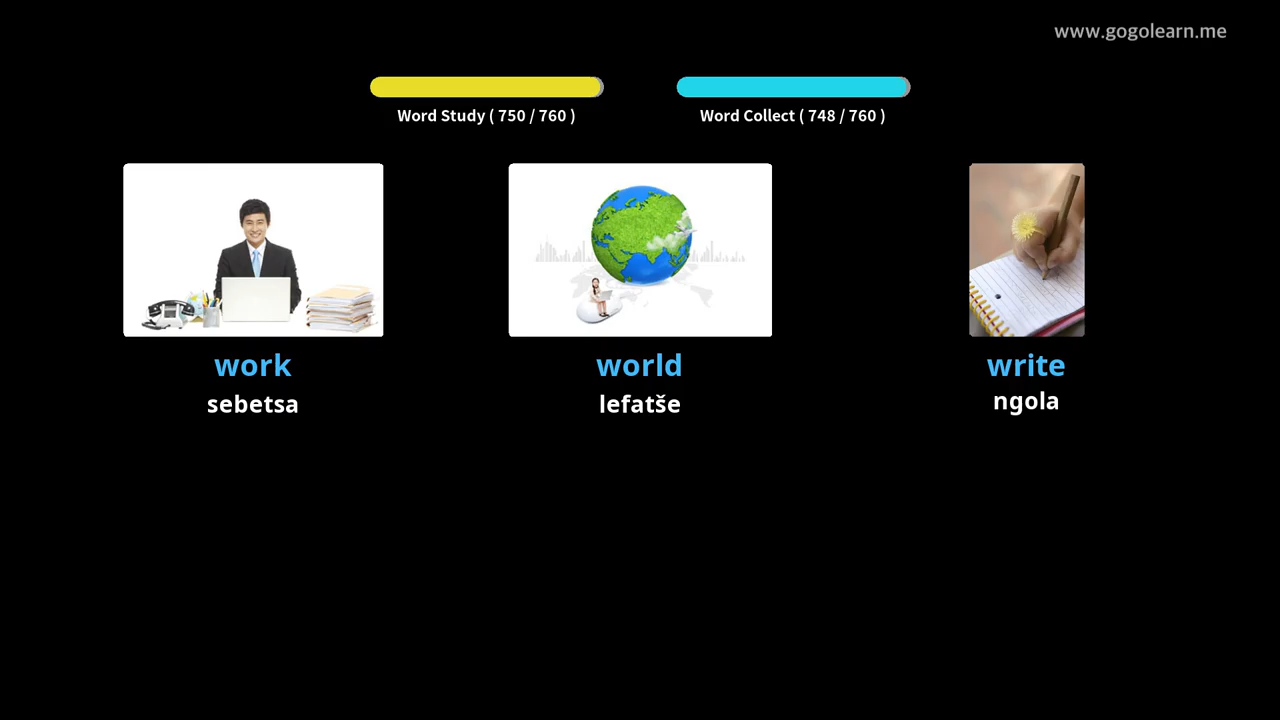 www.gogolearn.me
Word Study ( 750 / 760 )
Word Collect ( 748 / 760 )
work
world
write
sebetsa
lefatše
ngola